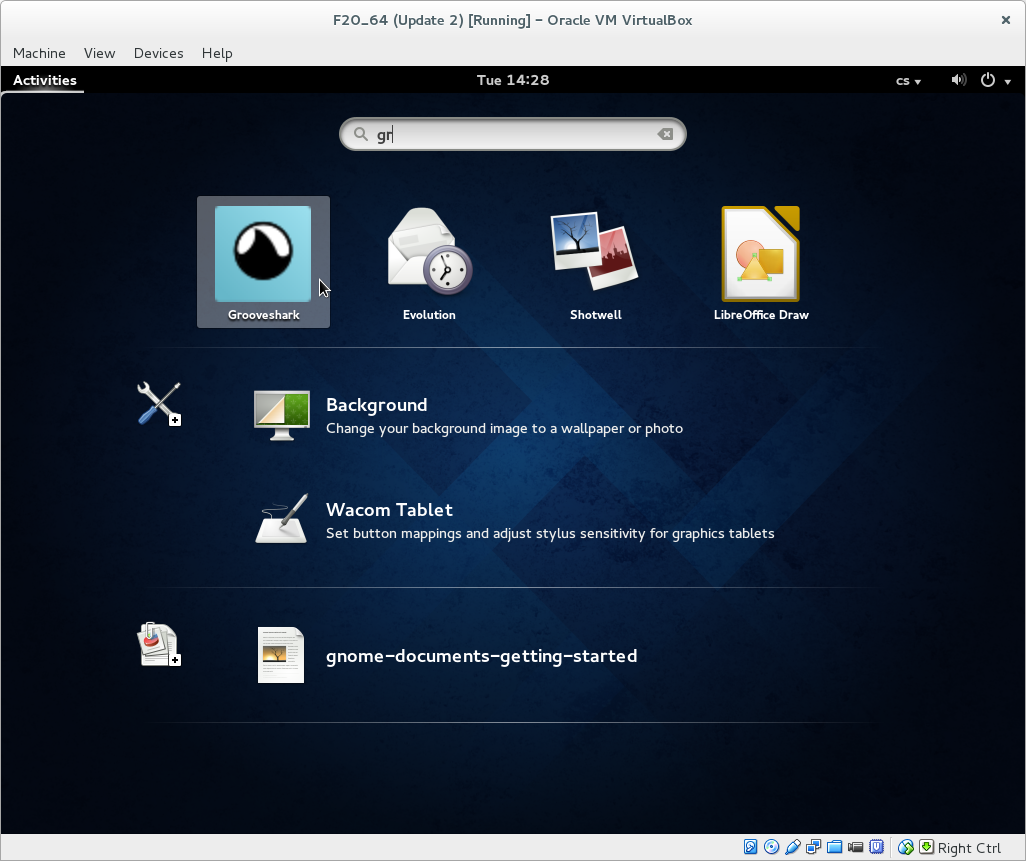 F20_64 (Update 2) [Running] – Oracle VM VirtualBox
Machine View Devices Help
Activities Tue 14:28 cs
gr
Grooveshark Evolution Shotwell LibreOffice Draw
Background
Change your background image to a wallpaper or photo
Wacom Tablet
Set button mappings and adjust stylus sensitivity for graphics tablets
gnome-documents-getting-started
Right Ctrl